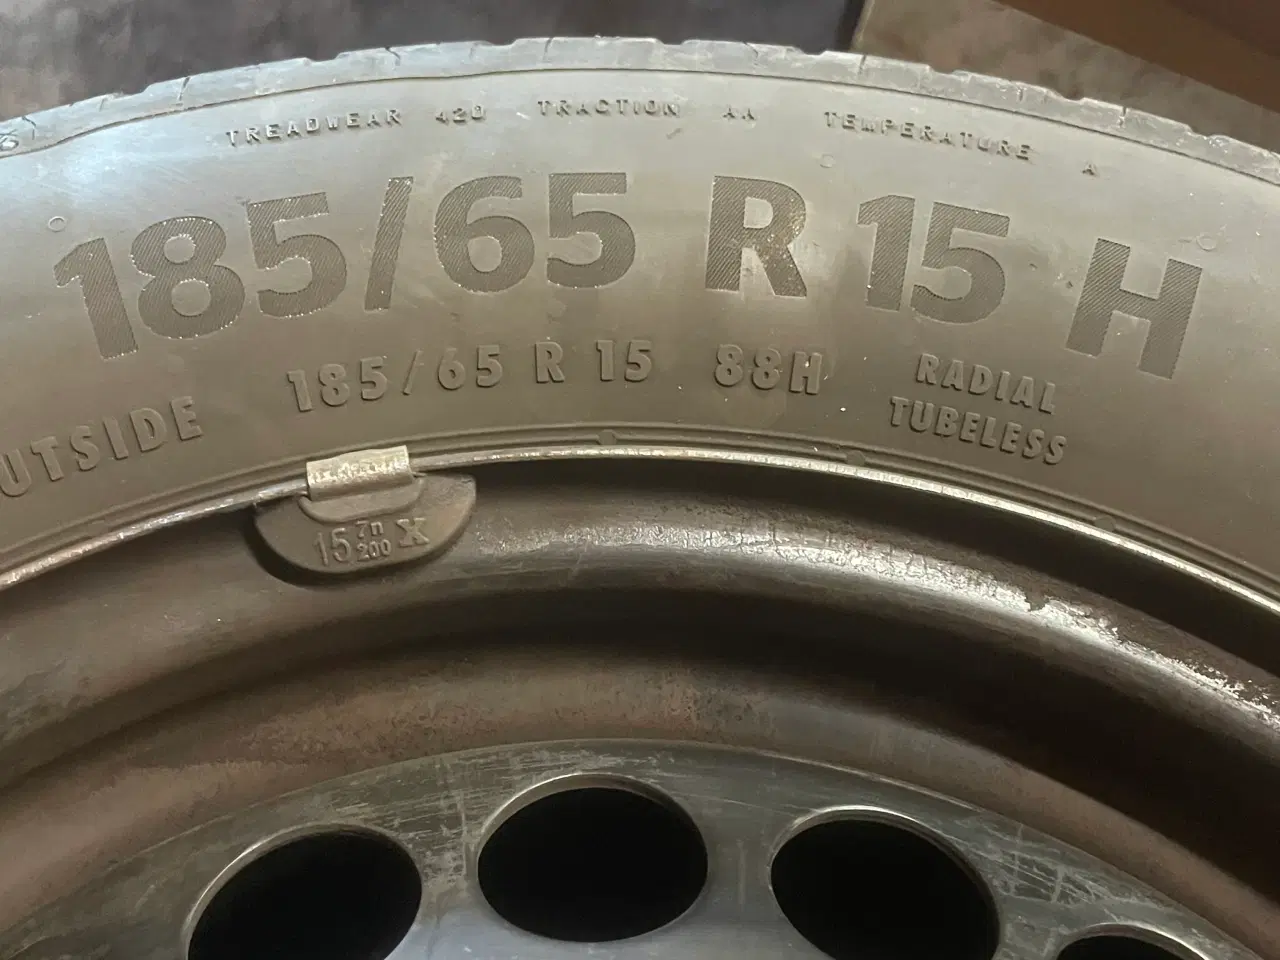 TREADWEAR 420 TRACTION AA TEMPERATURE A
185/65 R 15 H
UTSIDE 185/65 R 15 88H RADIAL
TUBELESS
15 7n X
200